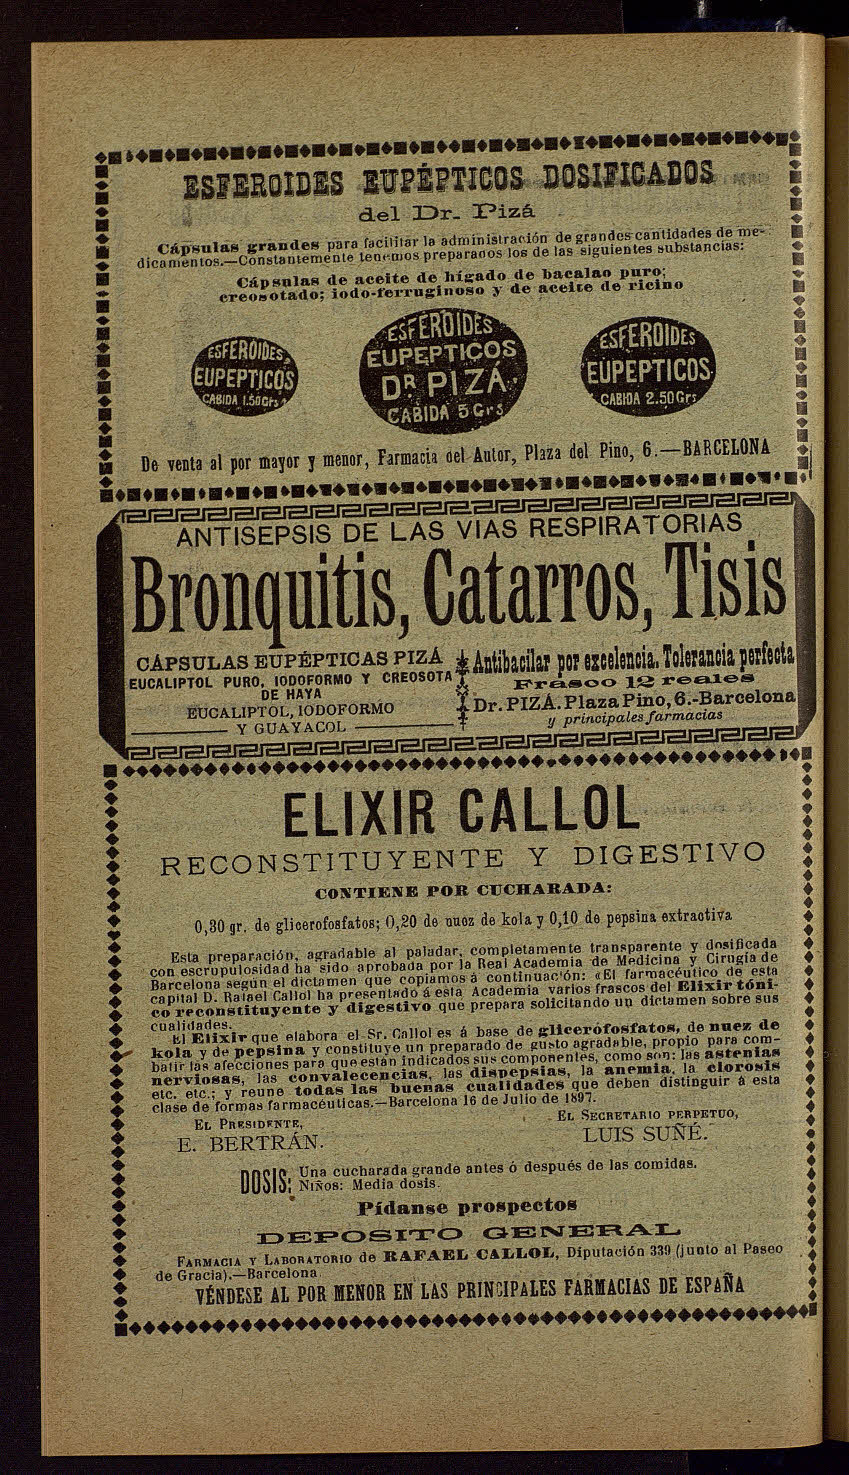 ESFEROIDES EUPÉPTICOS DOSIFICADOS
del Dr. Pizá
Cápsulas grandes para facilitar la administración de grandes cantidades de me-
dicamentos.—Constantemente tenemos preparados los de las siguientes substancias:
Cápsulas de aceite de hígado de bacalao puro;
creosotado; iodo-ferruginoso y de aceite de ricino
ESFEROIDES
EUPEPTICOS
CABIDA 1.50 Grs
ESFEROIDES
EUPEPTICOS
DR PIZÁ
CABIDA 5 Grs
ESFEROIDES
EUPEPTICOS
CABIDA 2.50 Grs
De venta al por mayor y menor, Farmacia del Autor, Plaza del Pino, 6.—BARCELONA
ANTISEPSIS DE LAS VIAS RESPIRATORIAS
Bronquitis, Catarros, Tisis
CÁPSULAS EUPÉPTICAS PIZÁ
EUCALIPTOL PURO, IODOFORMO Y CREOSOTA
DE HAYA
EUCALIPTOL, IODOFORMO
Y GUAYACOL
Antibacilar por excelencia. Tolerancia perfecta
Frasco 12 reales
Dr. PIZÁ. Plaza Pino, 6.-Barcelona
y principales farmacias
ELIXIR CALLOL
RECONSTITUYENTE Y DIGESTIVO
CONTIENE POR CUCHARADA:
0,30 gr. de glicerofosfatos; 0,20 de nuez de kola y 0,10 de pepsina extractiva
Esta preparación, agradable al paladar, completamente transparente y dosificada
con escrupulosidad ha sido aprobada por la Real Academia de Medicina y Cirugía de
Barcelona segun el dictamen que copiamos á continuación: «El farmacéutico de esta
capital D. Rafael Callol ha presentado á esta Academia varios frascos del Elixir tóni-
co reconstituyente y digestivo que prepara solicitando un dictamen sobre sus
cualidades.
El Elixir que elabora el Sr. Callol es á base de glicerofosfatos, de nuez de
kola y de pepsina y constituye un preparado de gusto agradable, propio para com-
batir las afecciones para que están indicados sus componentes, como son: las astenias
nerviosas, las convalecencias, las dispepsias, la anemia, la clorosis
etc. etc.; y reune todas las buenas cualidades que deben distinguir á esta
clase de formas farmacéuticas.—Barcelona 16 de Julio de 1897.
EL PRESIDENTE,
E. BERTRÁN.
EL SECRETARIO PERPETUO,
LUIS SUÑÉ.
DOSIS: Una cucharada grande antes ó después de las comidas.
NIÑOS: Media dosis.
Pídanse prospectos
DEPOSITO GENERAL
FARMACIA Y LABORATORIO de RAFAEL CALLOL, Diputación 339 (junto al Paseo
de Gracia).—Barcelona
VÉNDESE AL POR MENOR EN LAS PRINCIPALES FARMACIAS DE ESPAÑA